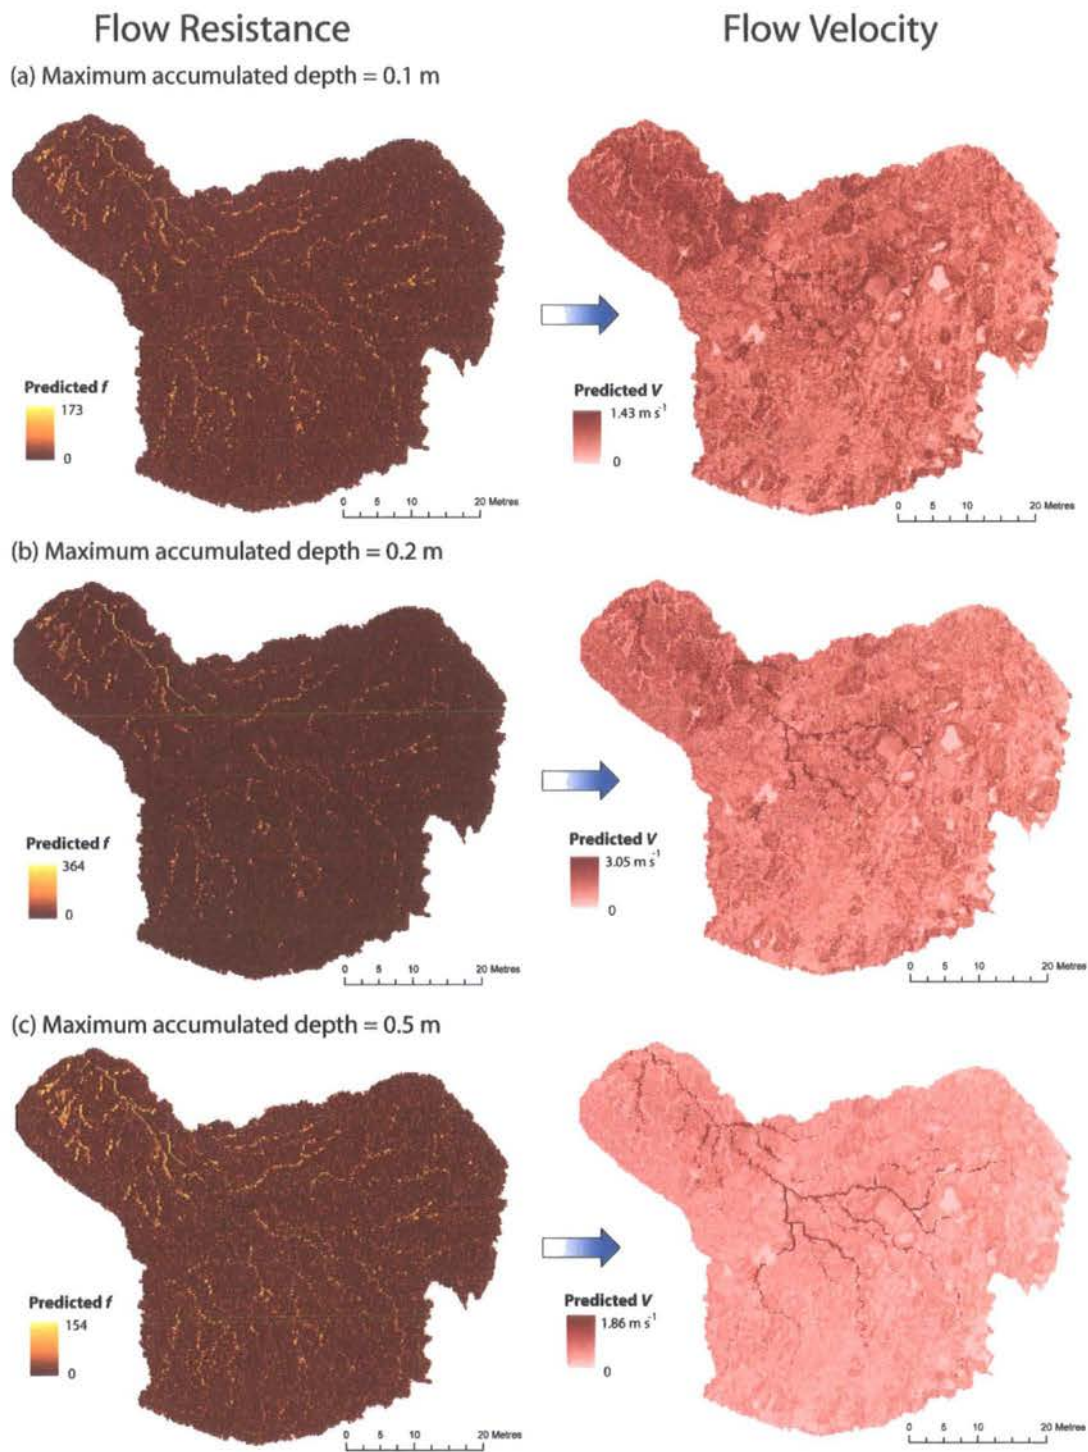 Flow Resistance Flow Velocity
(a) Maximum accumulated depth = 0.1 m
Predicted f
173
0
0 5 10 20 Metres
Predicted V
1.43 m s-1
0
0 5 10 20 Metres
(b) Maximum accumulated depth = 0.2 m
Predicted f
364
0
0 5 10 20 Metres
Predicted V
3.05 m s-1
0
0 5 10 20 Metres
(c) Maximum accumulated depth = 0.5 m
Predicted f
154
0
0 5 10 20 Metres
Predicted V
1.86 m s-1
0
0 5 10 20 Metres